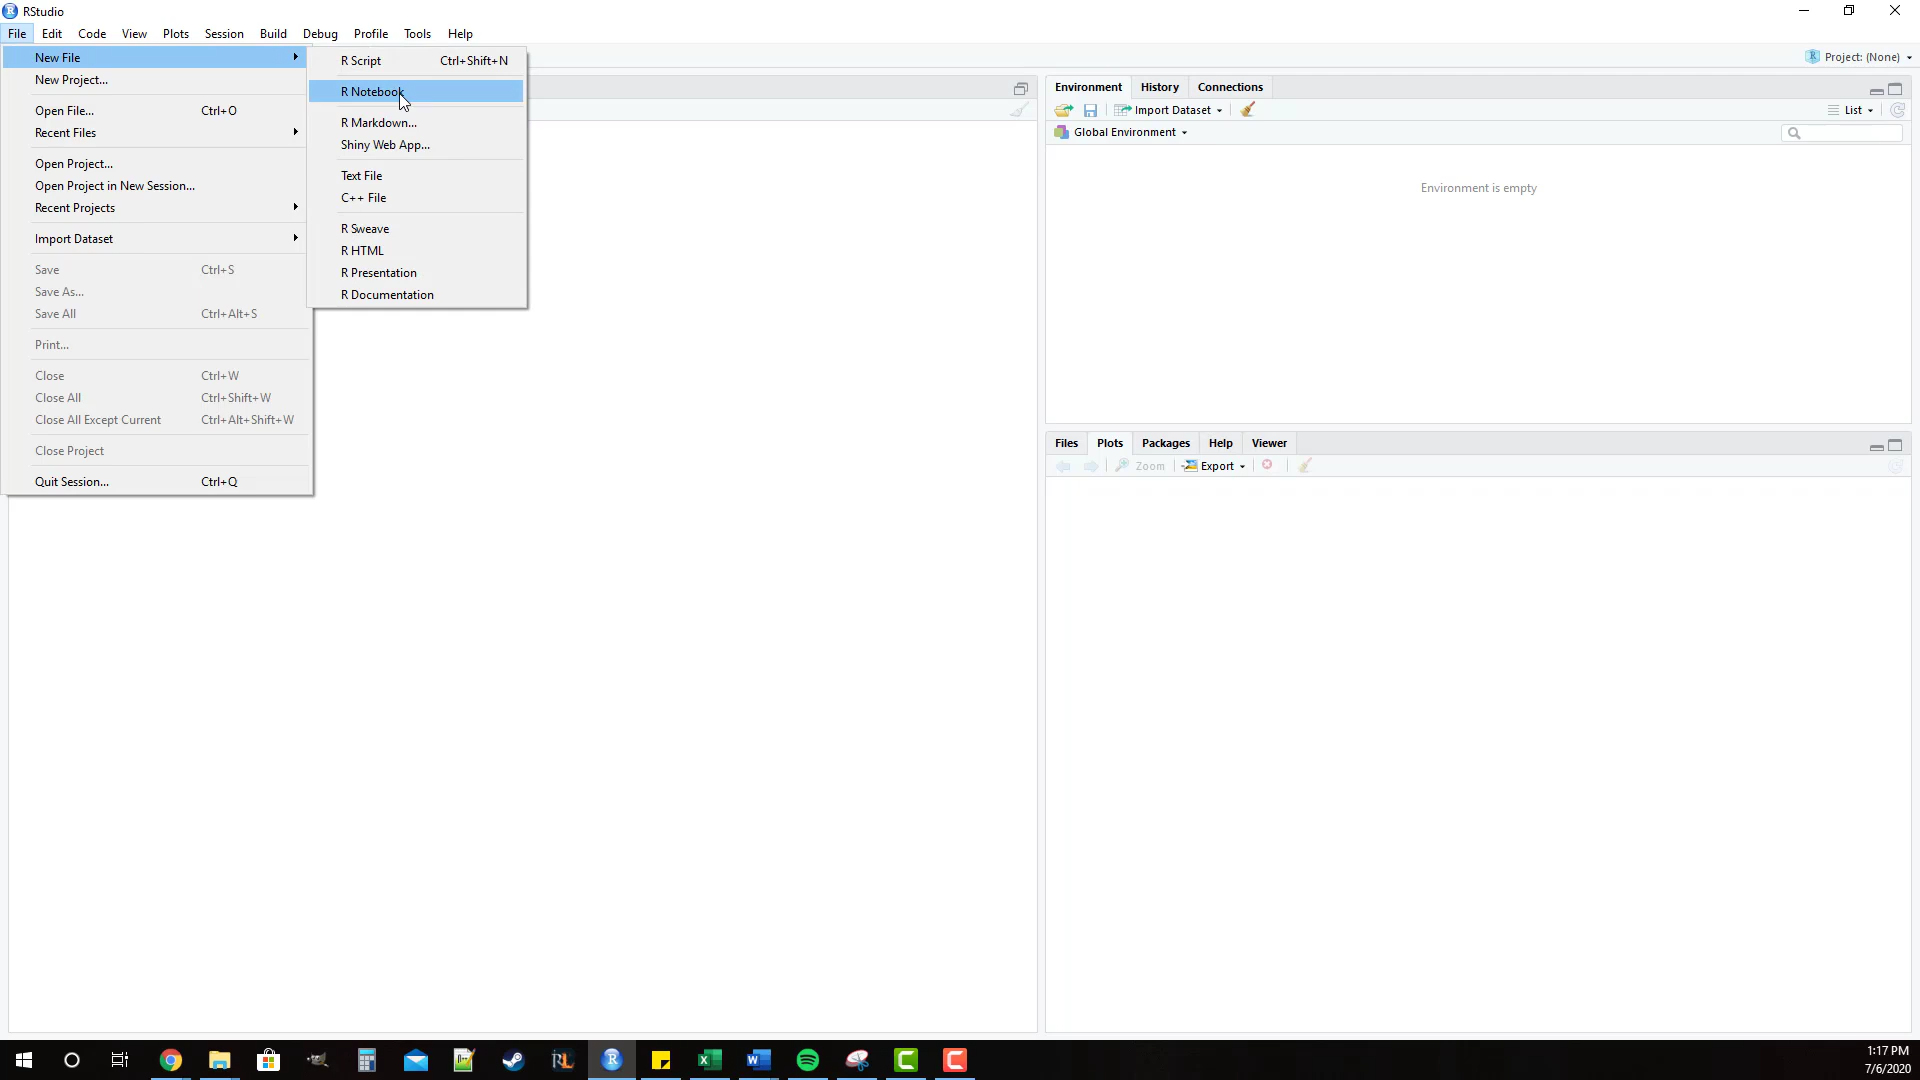 RStudio
File Edit Code View Plots Session Build Debug Profile Tools Help
New File
New Project...
Open File... Ctrl+O
Recent Files
Open Project...
Open Project in New Session...
Recent Projects
Import Dataset
Save Ctrl+S
Save As...
Save All Ctrl+Alt+S
Print...
Close Ctrl+W
Close All Ctrl+Shift+W
Close All Except Current Ctrl+Alt+Shift+W
Close Project
Quit Session... Ctrl+Q
R Script Ctrl+Shift+N
R Notebook
R Markdown...
Shiny Web App...
Text File
C++ File
R Sweave
R HTML
R Presentation
R Documentation
Project: (None)
Environment History Connections
Import Dataset List
Global Environment
Environment is empty
Files Plots Packages Help Viewer
Zoom Export
1:17 PM
7/6/2020